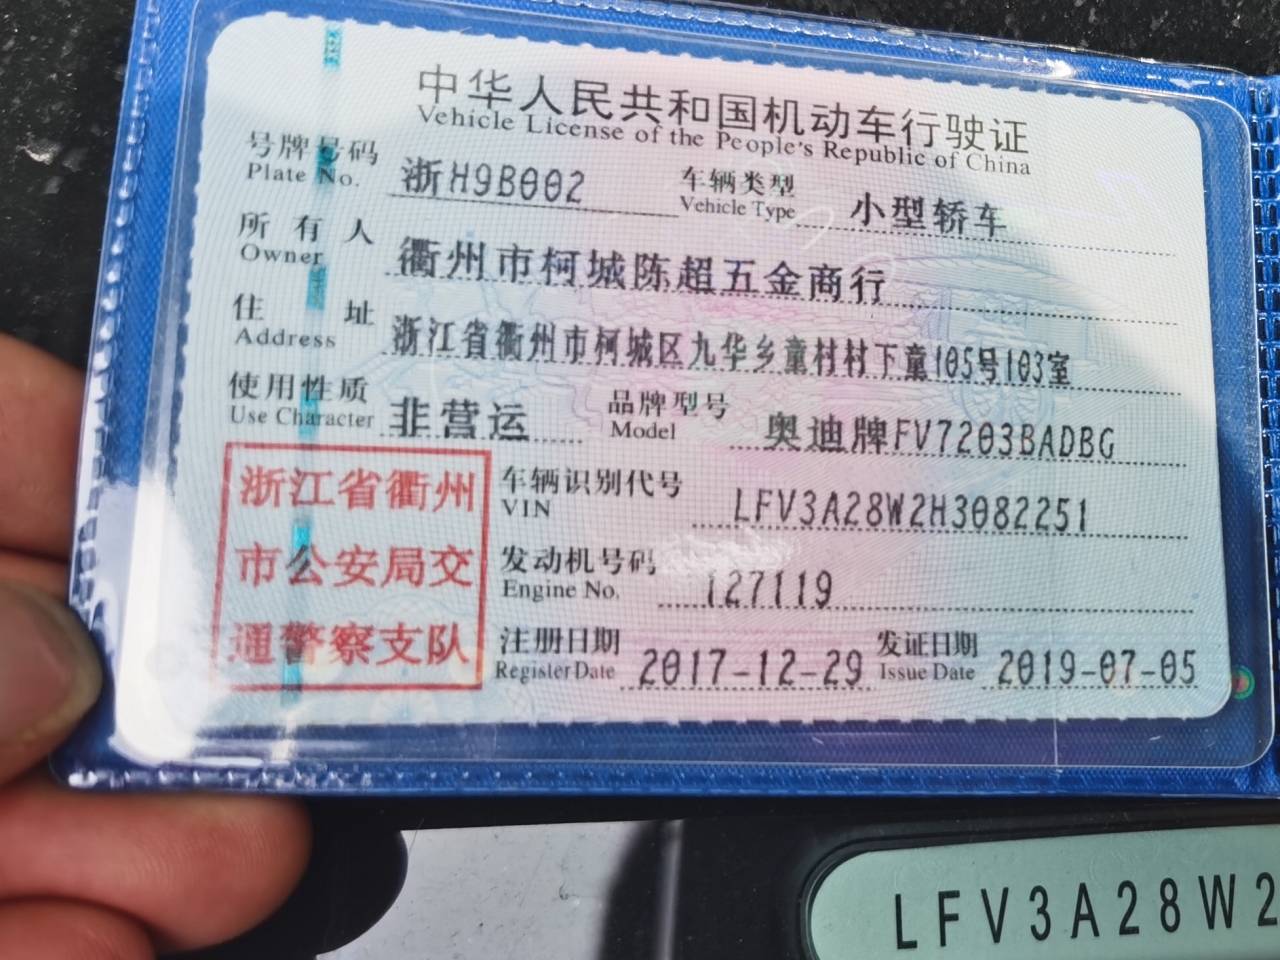 中华人民共和国机动车行驶证
Vehicle License of the People's Republic of China
号牌号码 浙H9B002 车辆类型 小型轿车
Plate No. Vehicle Type
所有人 衢州市柯城陈超五金商行
Owner
住址 浙江省衢州市柯城区九华乡童村村下童105号103室
Address
使用性质 非营运 品牌型号 奥迪牌FV7203BADBG
Use Character Model
浙江省衢州
市公安局交
通警察支队
车辆识别代号 LFV3A28W2H3082251
VIN
发动机号码 127119
Engine No.
注册日期 2017-12-29 发证日期 2019-07-05
Register Date Issue Date
LFV3A28W2